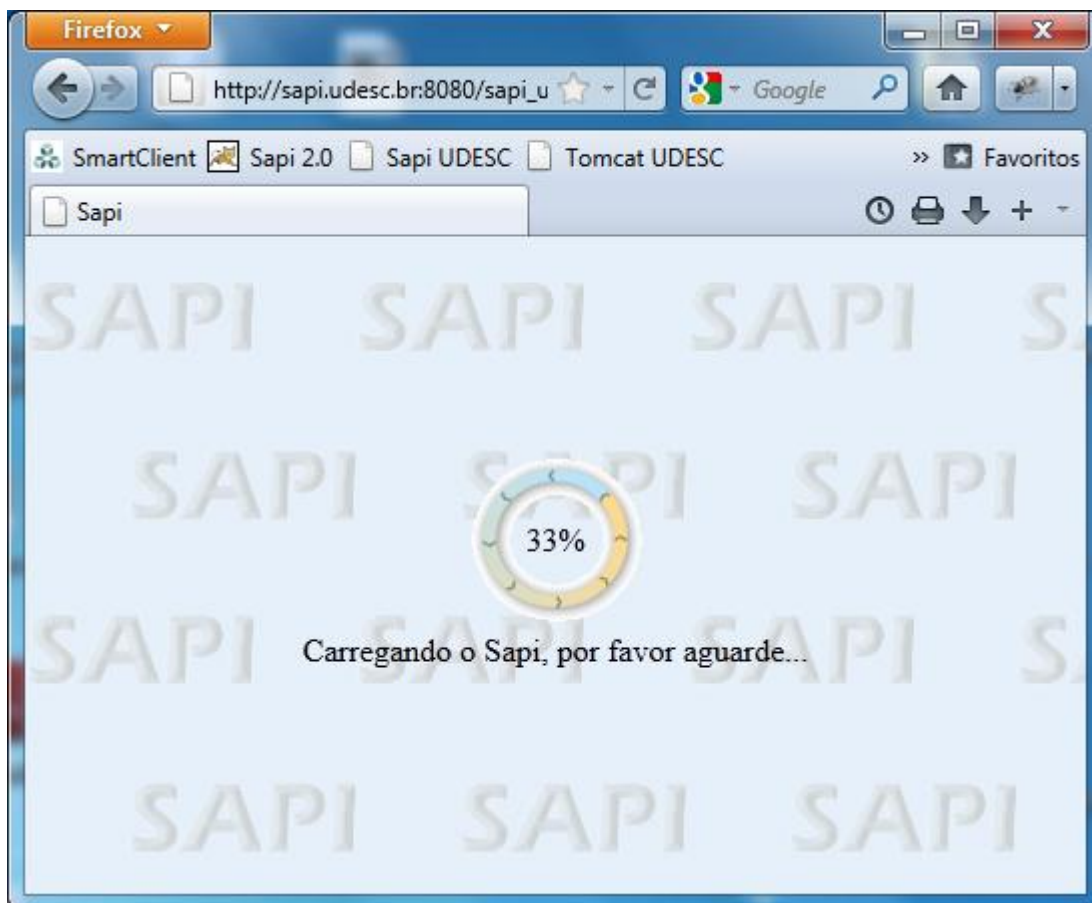 Firefox
http://sapi.udesc.br:8080/sapi_u
Google
SmartClient Sapi 2.0 Sapi UDESC Tomcat UDESC » Favoritos
Sapi
SAPI SAPI SAPI S
SAPI SAPI SAPI
33%
SAPI SAPI SAPI S
Carregando o Sapi, por favor aguarde...
SAPI SAPI SAPI